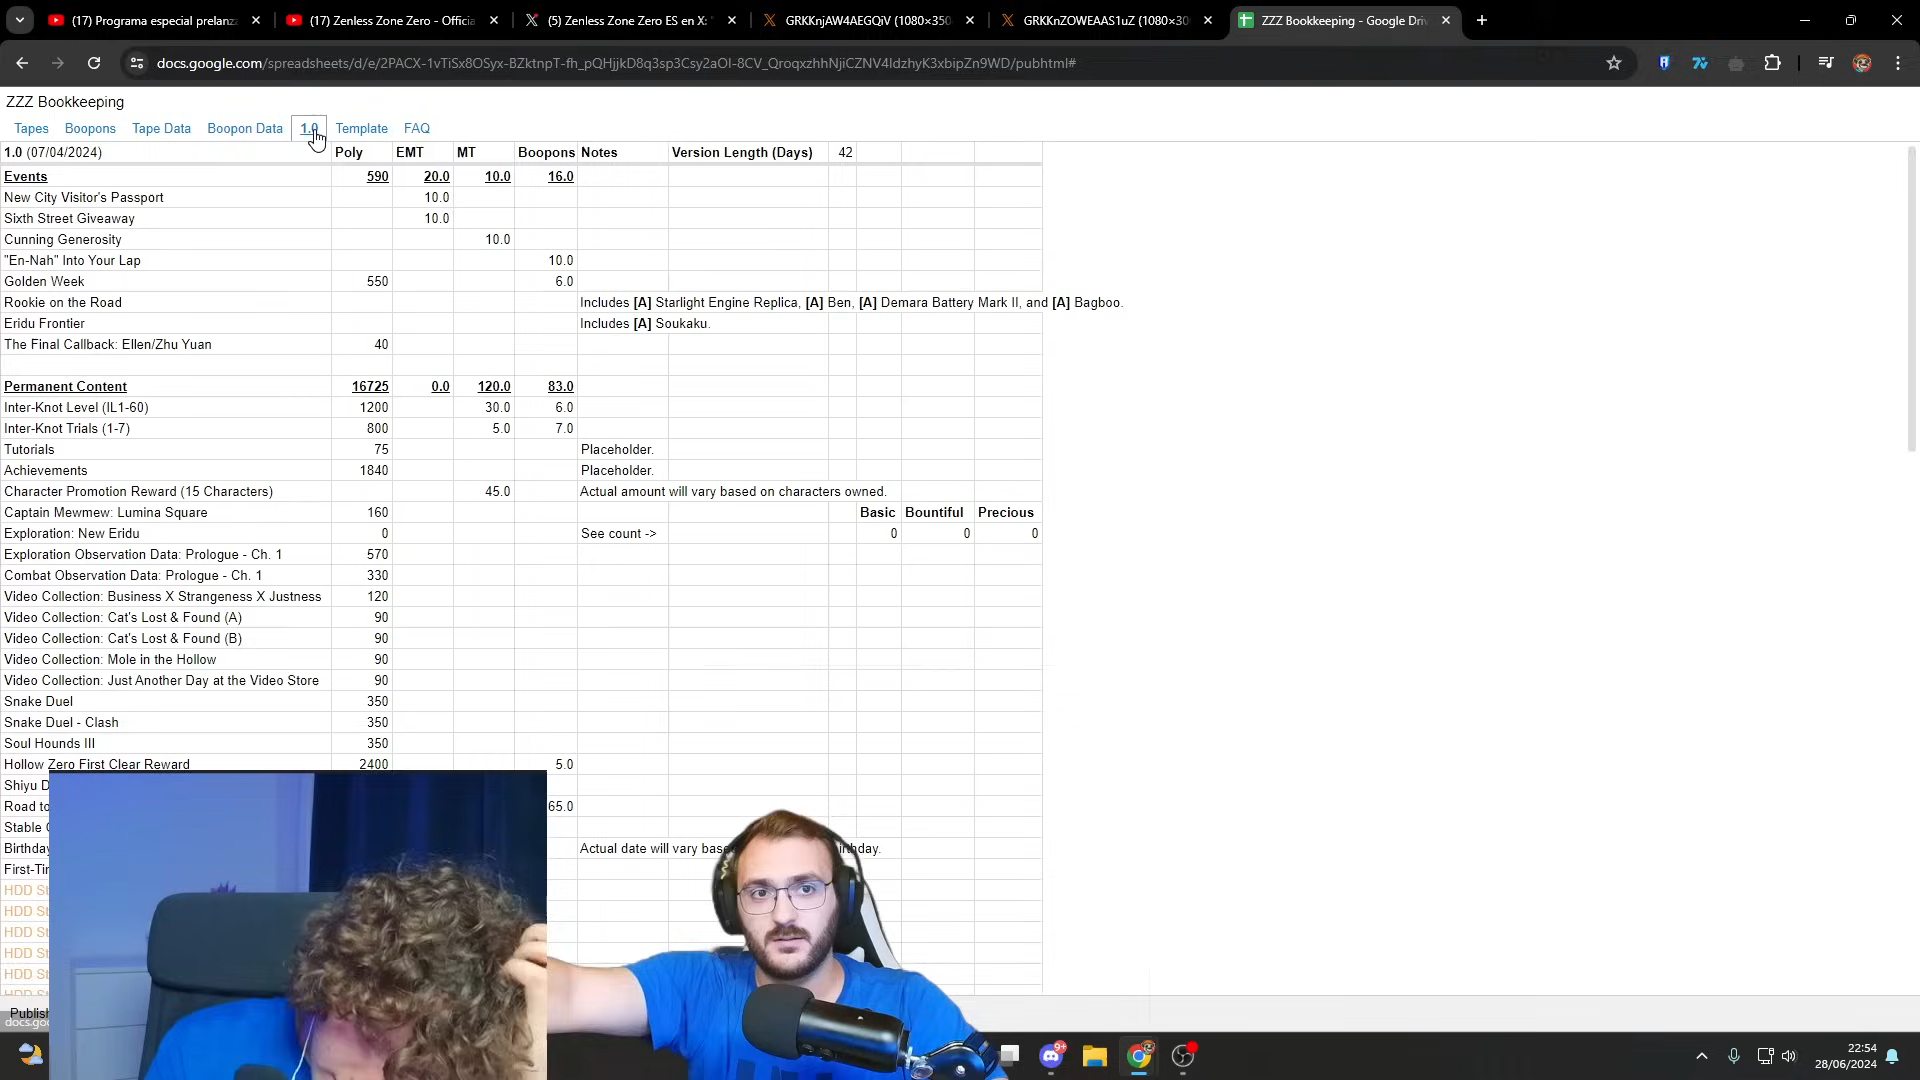 (17) Programa especial prelanza
(17) Zenless Zone Zero - Officia
(5) Zenless Zone Zero ES en X: "
GRKKnjAW4AEGQiV (1080×350
GRKKnZOWEAAS1uZ (1080×30
ZZZ Bookkeeping - Google Driv
docs.google.com/spreadsheets/d/e/2PACX-1vTiSx8OSyx-BZktnpT-fh_pQHjjkD8q3sp3Csy2aOI-8CV_QroqxzhhNjiCZNV4ldzhyK3xbipZn9WD/pubhtml#
ZZZ Bookkeeping
Tapes Boopons Tape Data Boopon Data 1.0 Template FAQ
1.0 (07/04/2024) Poly EMT MT Boopons Notes Version Length (Days) 42
Events 590 20.0 10.0 16.0
New City Visitor's Passport 10.0
Sixth Street Giveaway 10.0
Cunning Generosity 10.0
"En-Nah" Into Your Lap 10.0
Golden Week 550 6.0
Rookie on the Road Includes [A] Starlight Engine Replica, [A] Ben, [A] Demara Battery Mark II, and [A] Bagboo.
Eridu Frontier Includes [A] Soukaku.
The Final Callback: Ellen/Zhu Yuan 40
Permanent Content 16725 0.0 120.0 83.0
Inter-Knot Level (IL1-60) 1200 30.0 6.0
Inter-Knot Trials (1-7) 800 5.0 7.0
Tutorials 75 Placeholder.
Achievements 1840 Placeholder.
Character Promotion Reward (15 Characters) 45.0 Actual amount will vary based on characters owned.
Captain Mewmew: Lumina Square 160 Basic Bountiful Precious
Exploration: New Eridu 0 See count -> 0 0 0
Exploration Observation Data: Prologue - Ch. 1 570
Combat Observation Data: Prologue - Ch. 1 330
Video Collection: Business X Strangeness X Justness 120
Video Collection: Cat's Lost & Found (A) 90
Video Collection: Cat's Lost & Found (B) 90
Video Collection: Mole in the Hollow 90
Video Collection: Just Another Day at the Video Store 90
Snake Duel 350
Snake Duel - Clash 350
Soul Hounds III 350
Hollow Zero First Clear Reward 2400 5.0
Shiyu D
Road to 65.0
Stable
Birthday Actual date will vary base irthday.
First-Tir
HDD St
HDD St
HDD St
HDD St
HDD St
HDD St
Publish
docs.goo
9+
22:54
28/06/2024